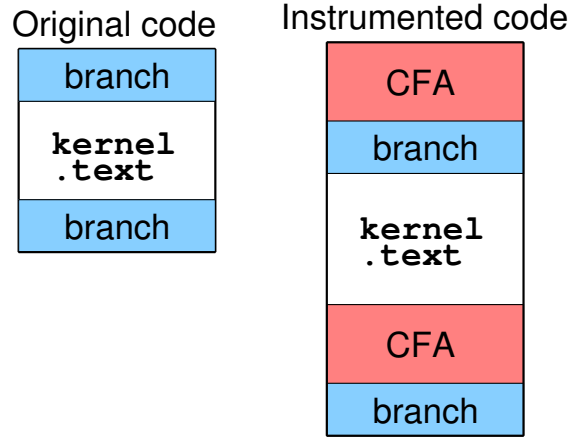 Original code
branch
kernel
.text
branch
Instrumented code
CFA
branch
kernel
.text
CFA
branch